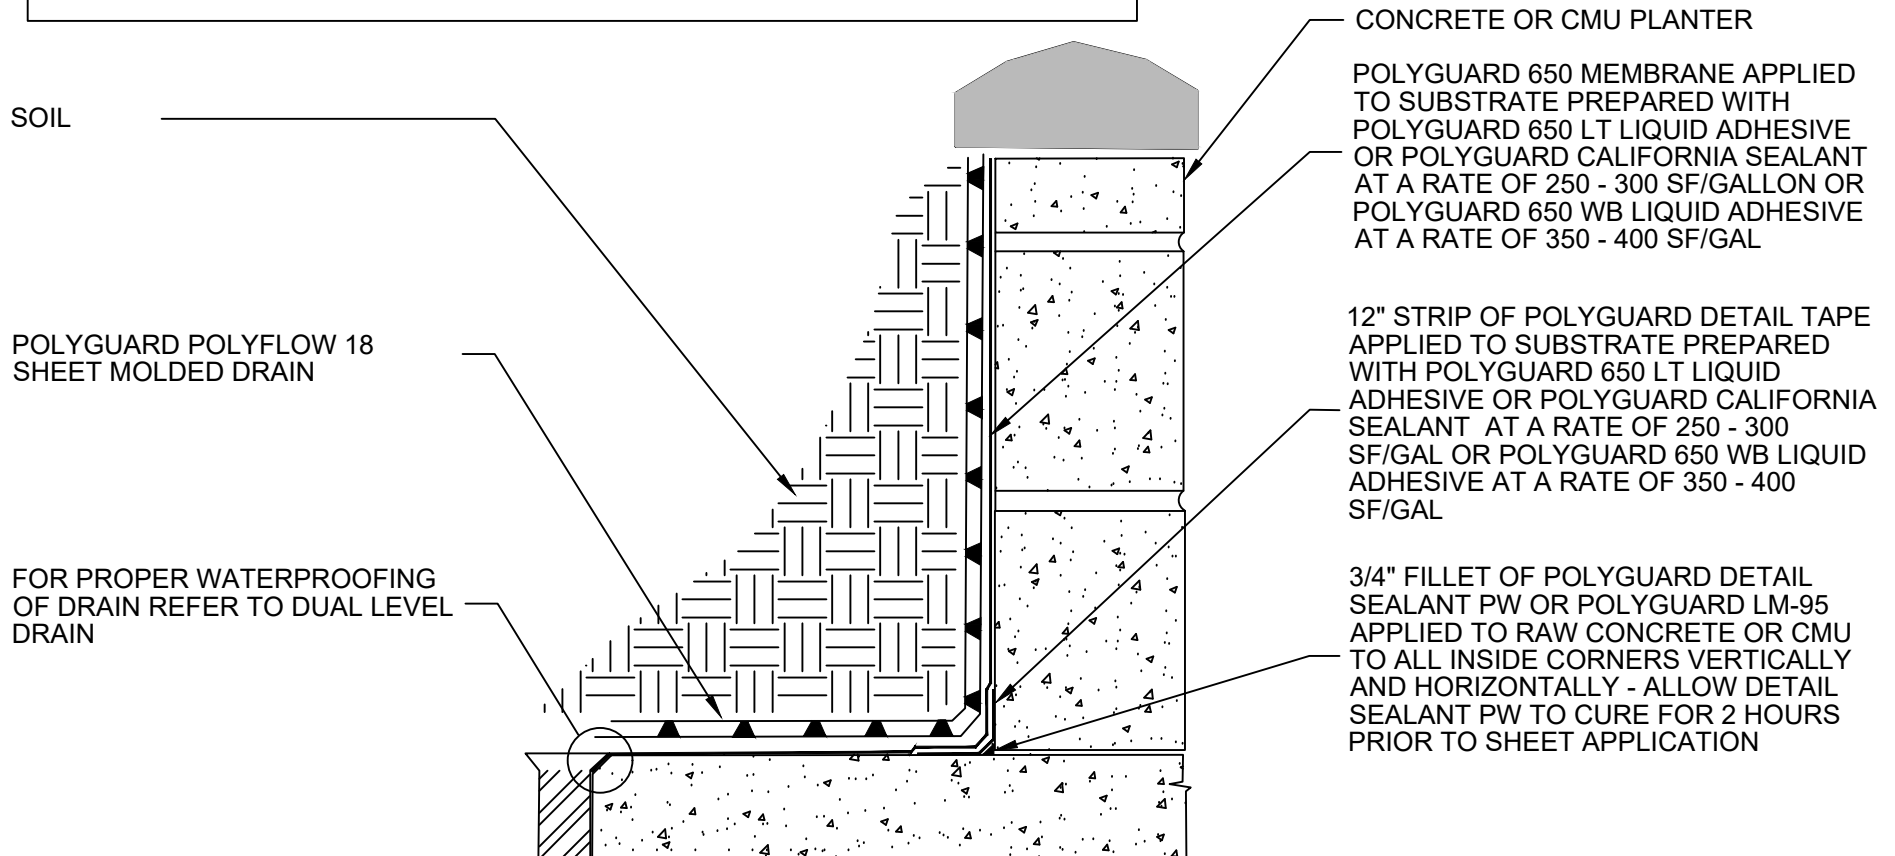 SOIL
POLYGUARD POLYFLOW 18
SHEET MOLDED DRAIN
FOR PROPER WATERPROOFING
OF DRAIN REFER TO DUAL LEVEL
DRAIN
CONCRETE OR CMU PLANTER
POLYGUARD 650 MEMBRANE APPLIED
TO SUBSTRATE PREPARED WITH
POLYGUARD 650 LT LIQUID ADHESIVE
OR POLYGUARD CALIFORNIA SEALANT
AT A RATE OF 250 - 300 SF/GALLON OR
POLYGUARD 650 WB LIQUID ADHESIVE
AT A RATE OF 350 - 400 SF/GAL
12" STRIP OF POLYGUARD DETAIL TAPE
APPLIED TO SUBSTRATE PREPARED
WITH POLYGUARD 650 LT LIQUID
ADHESIVE OR POLYGUARD CALIFORNIA
SEALANT  AT A RATE OF 250 - 300
SF/GAL OR POLYGUARD 650 WB LIQUID
ADHESIVE AT A RATE OF 350 - 400
SF/GAL
3/4" FILLET OF POLYGUARD DETAIL
SEALANT PW OR POLYGUARD LM-95
APPLIED TO RAW CONCRETE OR CMU
TO ALL INSIDE CORNERS VERTICALLY
AND HORIZONTALLY - ALLOW DETAIL
SEALANT PW TO CURE FOR 2 HOURS
PRIOR TO SHEET APPLICATION